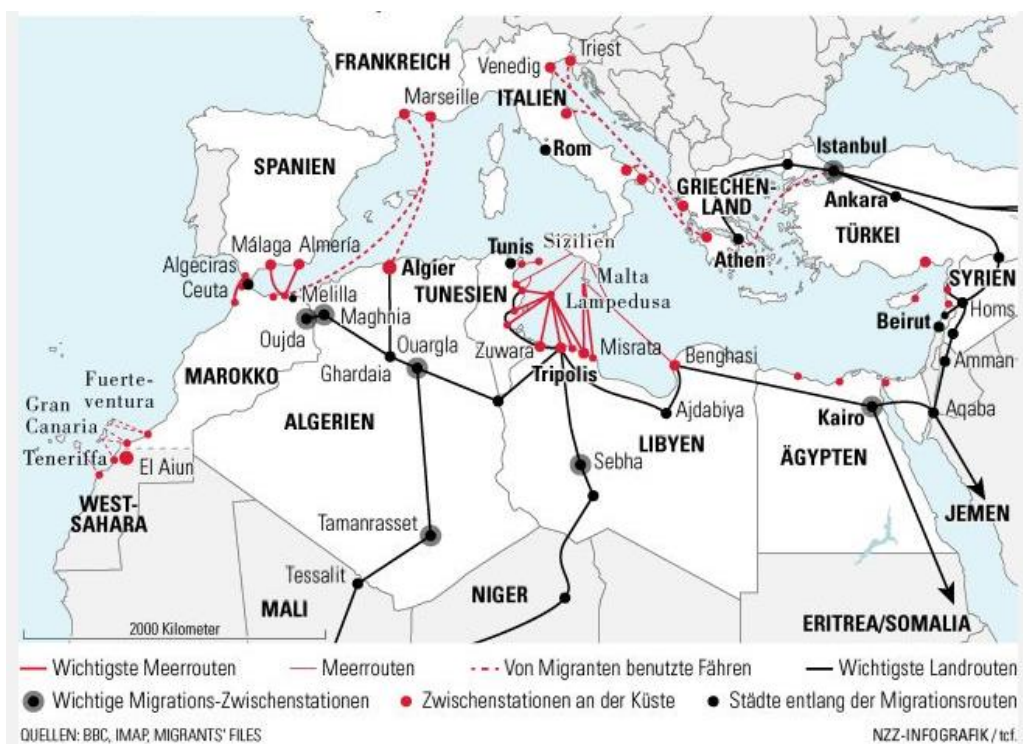 FRANKREICH
Marseille
Venedig
Triest
ITALIEN
Rom
SPANIEN
Istanbul
GRIECHEN-
LAND
Ankara
TÜRKEI
Athen
Málaga
Almería
Algeciras
Ceuta
Melilla
Algier
Tunis
Sizilien
Malta
Lampedusa
TUNESIEN
SYRIEN
Homs
Beirut
Amman
Aqaba
Maghnia
Oujda
Ouargla
Ghardaia
Zuwara
Tripolis
Misrata
Benghasi
MAROKKO
Fuerte-
ventura
Gran
Canaria
Teneriffa
El Aiun
ALGERIEN
Ajdabiya
LIBYEN
Kairo
ÄGYPTEN
Sebha
WEST-
SAHARA
JEMEN
Tamanrasset
Tessalit
MALI
NIGER
ERITREA/SOMALIA
2000 Kilometer
Wichtigste Meerrouten
Meerrouten
Von Migranten benutzte Fähren
Wichtigste Landrouten
Wichtige Migrations-Zwischenstationen
Zwischenstationen an der Küste
Städte entlang der Migrationsrouten
QUELLEN: BBC, IMAP, MIGRANTS' FILES
NZZ-INFOGRAFIK / tcf.